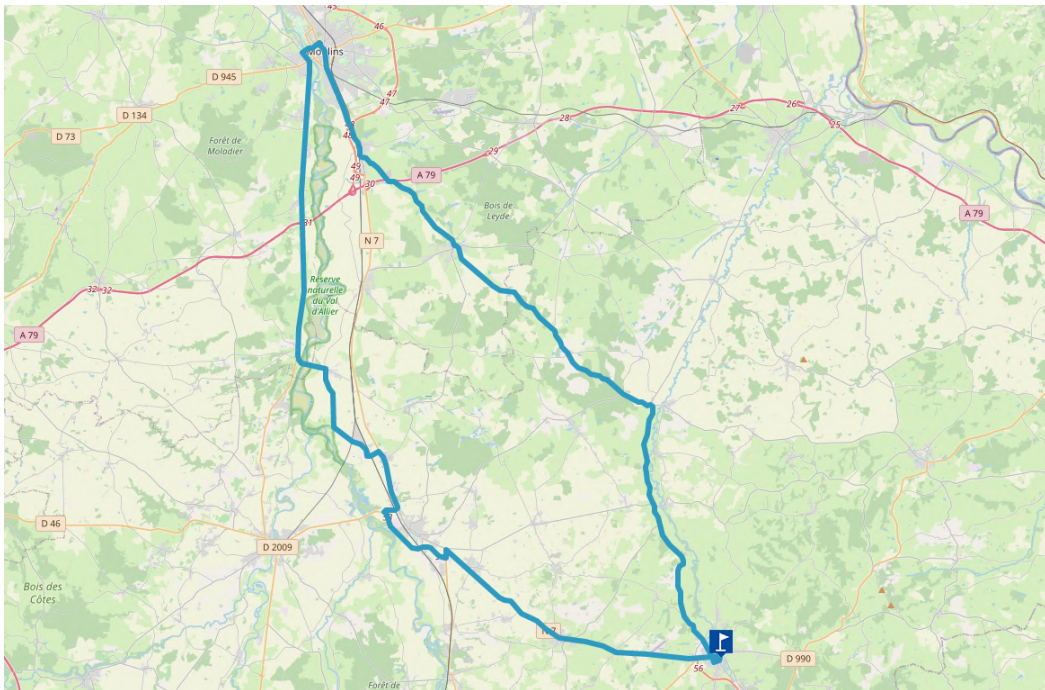 45
46
Moulins
D 945
47
47
D 134
27
26
28
25
D 73
48
Forêt de
Moladier
29
49
49
30
A 79
Bois de
Leyde
A 79
31
N 7
Réserve
naturelle
du Val
d'Allier
32
32
A 79
D 46
D 2009
Bois des
Côtes
N 7
D 990
56
Forêt de